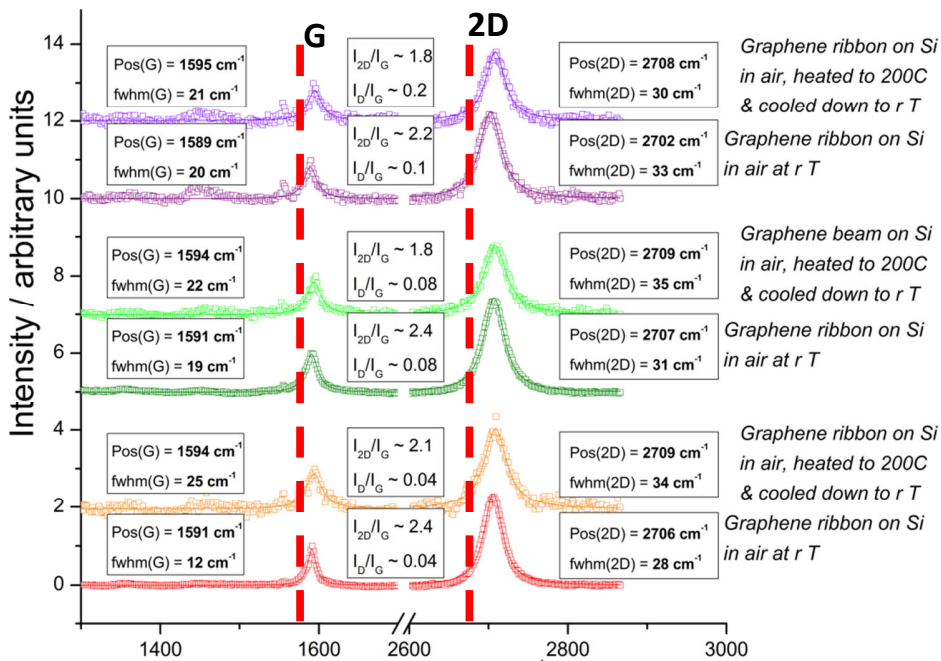 G
2D
Intensity / arbitrary units
14
12
10
8
6
4
2
0
Pos(G) = 1595 cm⁻¹
fwhm(G) = 21 cm⁻¹
I2D/IG ~ 1.8
ID/IG ~ 0.2
Pos(2D) = 2708 cm⁻¹
fwhm(2D) = 30 cm⁻¹
Graphene ribbon on Si
in air, heated to 200C
& cooled down to r T
Pos(G) = 1589 cm⁻¹
fwhm(G) = 20 cm⁻¹
I2D/IG ~ 2.2
ID/IG ~ 0.1
Pos(2D) = 2702 cm⁻¹
fwhm(2D) = 33 cm⁻¹
Graphene ribbon on Si
in air at r T
Pos(G) = 1594 cm⁻¹
fwhm(G) = 22 cm⁻¹
I2D/IG ~ 1.8
ID/IG ~ 0.08
Pos(2D) = 2709 cm⁻¹
fwhm(2D) = 35 cm⁻¹
Graphene beam on Si
in air, heated to 200C
& cooled down to r T
Pos(G) = 1591 cm⁻¹
fwhm(G) = 19 cm⁻¹
I2D/IG ~ 2.4
ID/IG ~ 0.08
Pos(2D) = 2707 cm⁻¹
fwhm(2D) = 31 cm⁻¹
Graphene ribbon on Si
in air at r T
Pos(G) = 1594 cm⁻¹
fwhm(G) = 25 cm⁻¹
I2D/IG ~ 2.1
ID/IG ~ 0.04
Pos(2D) = 2709 cm⁻¹
fwhm(2D) = 34 cm⁻¹
Graphene ribbon on Si
in air, heated to 200C
& cooled down to r T
Pos(G) = 1591 cm⁻¹
fwhm(G) = 12 cm⁻¹
I2D/IG ~ 2.4
ID/IG ~ 0.04
Pos(2D) = 2706 cm⁻¹
fwhm(2D) = 28 cm⁻¹
Graphene ribbon on Si
in air at r T
1400 1600 2600 2800 3000